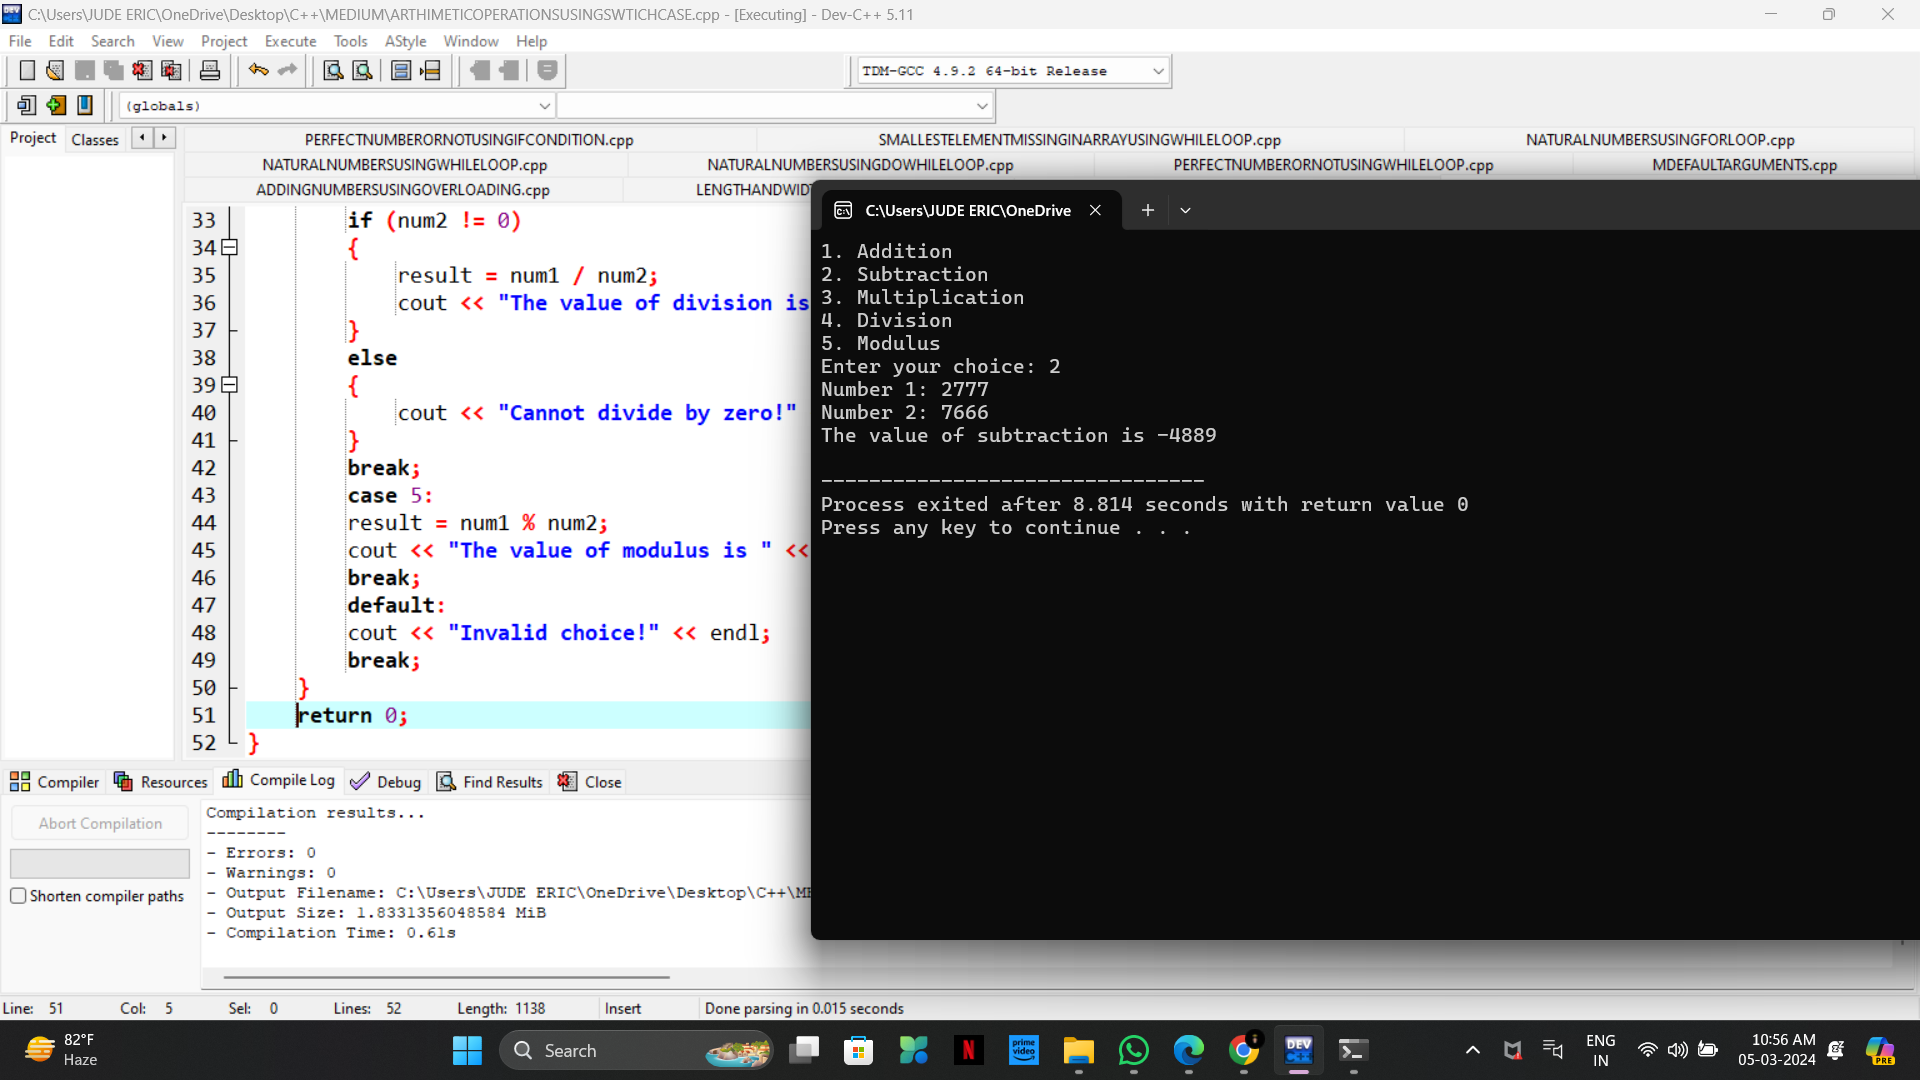 C:\Users\JUDE ERIC\OneDrive\Desktop\C++\MEDIUM\ARTHIMETICOPERATIONSUSINGSWTICHCASE.cpp - [Executing] - Dev-C++ 5.11
File Edit Search View Project Execute Tools AStyle Window Help
TDM-GCC 4.9.2 64-bit Release
(globals)
Project Classes
PERFECTNUMBERORNOTUSINGIFCONDITION.cpp SMALLESTELEMENTMISSINGINARRAYUSINGWHILELOOP.cpp NATURALNUMBERSUSINGFORLOOP.cpp
NATURALNUMBERSUSINGWHILELOOP.cpp NATURALNUMBERSUSINGDOWHILELOOP.cpp PERFECTNUMBERORNOTUSINGWHILELOOP.cpp MDEFAULTARGUMENTS.cpp
ADDINGNUMBERSUSINGOVERLOADING.cpp LENGTHANDWID
33 if (num2 != 0)
34 {
35 result = num1 / num2;
36 cout << "The value of division is
37 }
38 else
39 {
40 cout << "Cannot divide by zero!"
41 }
42 break;
43 case 5:
44 result = num1 % num2;
45 cout << "The value of modulus is " <<
46 break;
47 default:
48 cout << "Invalid choice!" << endl;
49 break;
50 }
51 return 0;
52 }
C:\Users\JUDE ERIC\OneDrive
1. Addition
2. Subtraction
3. Multiplication
4. Division
5. Modulus
Enter your choice: 2
Number 1: 2777
Number 2: 7666
The value of subtraction is -4889
--------------------------------
Process exited after 8.814 seconds with return value 0
Press any key to continue . . .
Compiler Resources Compile Log Debug Find Results Close
Abort Compilation
Shorten compiler paths
Compilation results...
--------
- Errors: 0
- Warnings: 0
- Output Filename: C:\Users\JUDE ERIC\OneDrive\Desktop\C++\ME
- Output Size: 1.8331356048584 MiB
- Compilation Time: 0.61s
Line: 51 Col: 5 Sel: 0 Lines: 52 Length: 1138 Insert Done parsing in 0.015 seconds
82°F
Haze
Search
prime video
DEV C++
ENG
IN
10:56 AM
05-03-2024
PRE